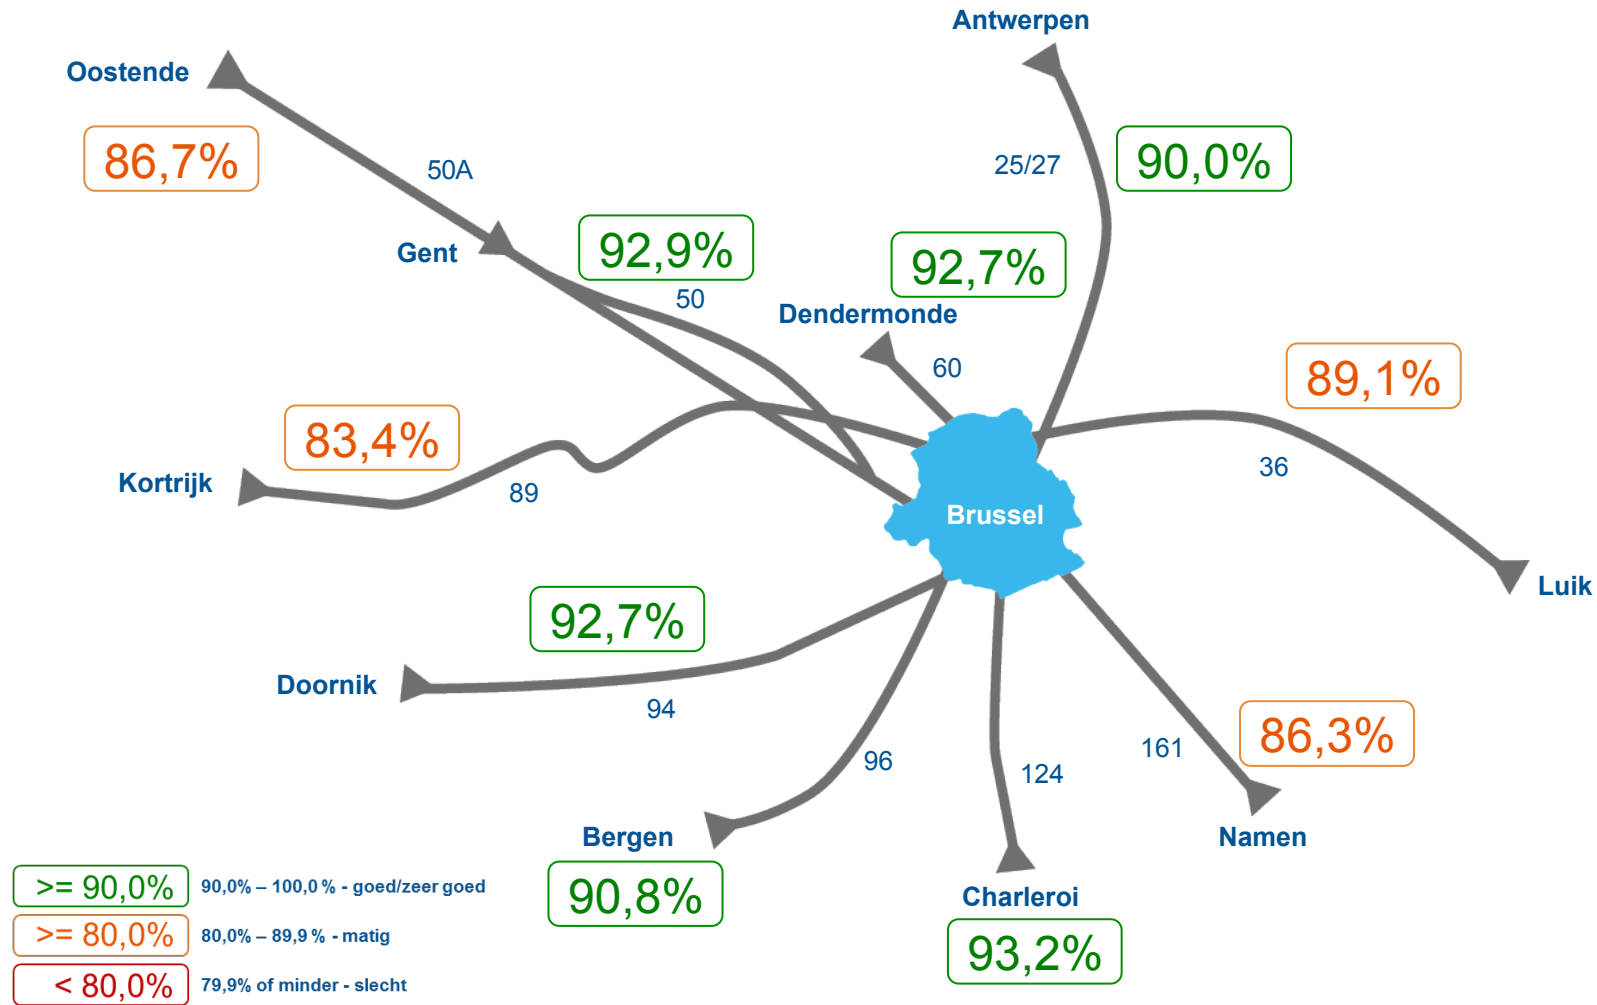 Antwerpen
Oostende
86,7%
50A
25/27
90,0%
Gent
92,9%
50
92,7%
Dendermonde
60
89,1%
36
83,4%
Kortrijk
89
Brussel
Luik
92,7%
Doornik
94
96
124
161
86,3%
Bergen
90,8%
Namen
Charleroi
93,2%
>= 90,0% 90,0% – 100,0 % - goed/zeer goed
>= 80,0% 80,0% – 89,9 % - matig
< 80,0% 79,9% of minder - slecht